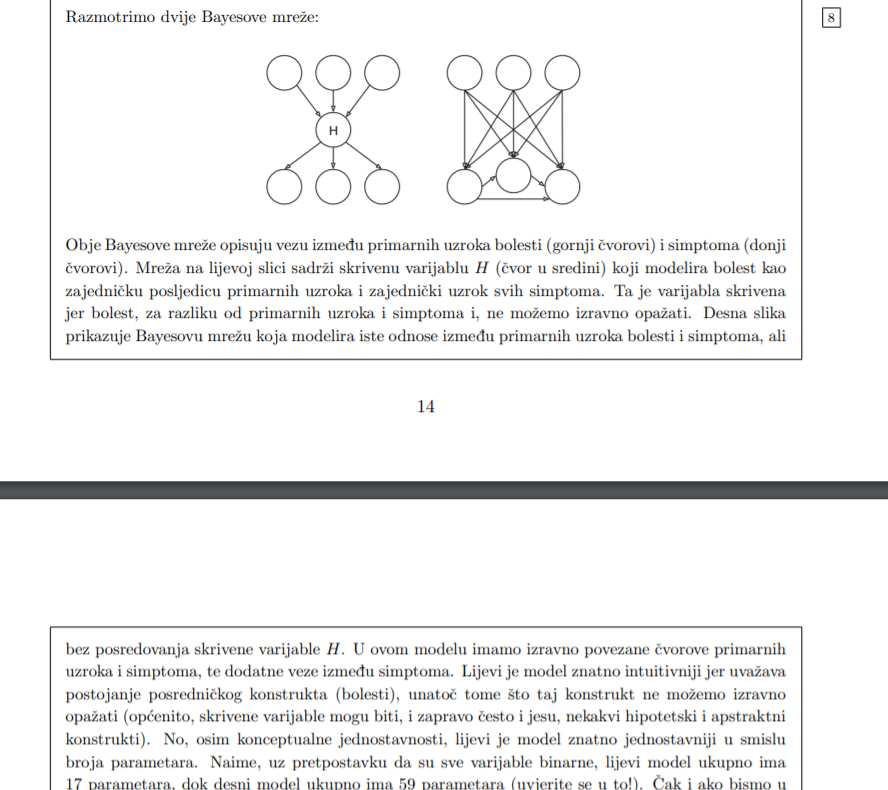 Razmotrimo dvije Bayesove mreže:
8
H
Obje Bayesove mreže opisuju vezu između primarnih uzroka bolesti (gornji čvorovi) i simptoma (donji
čvorovi). Mreža na lijevoj slici sadrži skrivenu varijablu H (čvor u sredini) koji modelira bolest kao
zajedničku posljedicu primarnih uzroka i zajednički uzrok svih simptoma. Ta je varijabla skrivena
jer bolest, za razliku od primarnih uzroka i simptoma i, ne možemo izravno opažati. Desna slika
prikazuje Bayesovu mrežu koja modelira iste odnose između primarnih uzroka bolesti i simptoma, ali
14
bez posredovanja skrivene varijable H. U ovom modelu imamo izravno povezane čvorove primarnih
uzroka i simptoma, te dodatne veze između simptoma. Lijevi je model znatno intuitivniji jer uvažava
postojanje posredničkog konstrukta (bolesti), unatoč tome što taj konstrukt ne možemo izravno
opažati (općenito, skrivene varijable mogu biti, i zapravo često i jesu, nekakvi hipotetski i apstraktni
konstrukti). No, osim konceptualne jednostavnosti, lijevi je model znatno jednostavniji u smislu
broja parametara. Naime, uz pretpostavku da su sve varijable binarne, lijevi model ukupno ima
17 parametara, dok desni model ukupno ima 59 parametara (uvjerite se u to!). Čak i ako bismo u